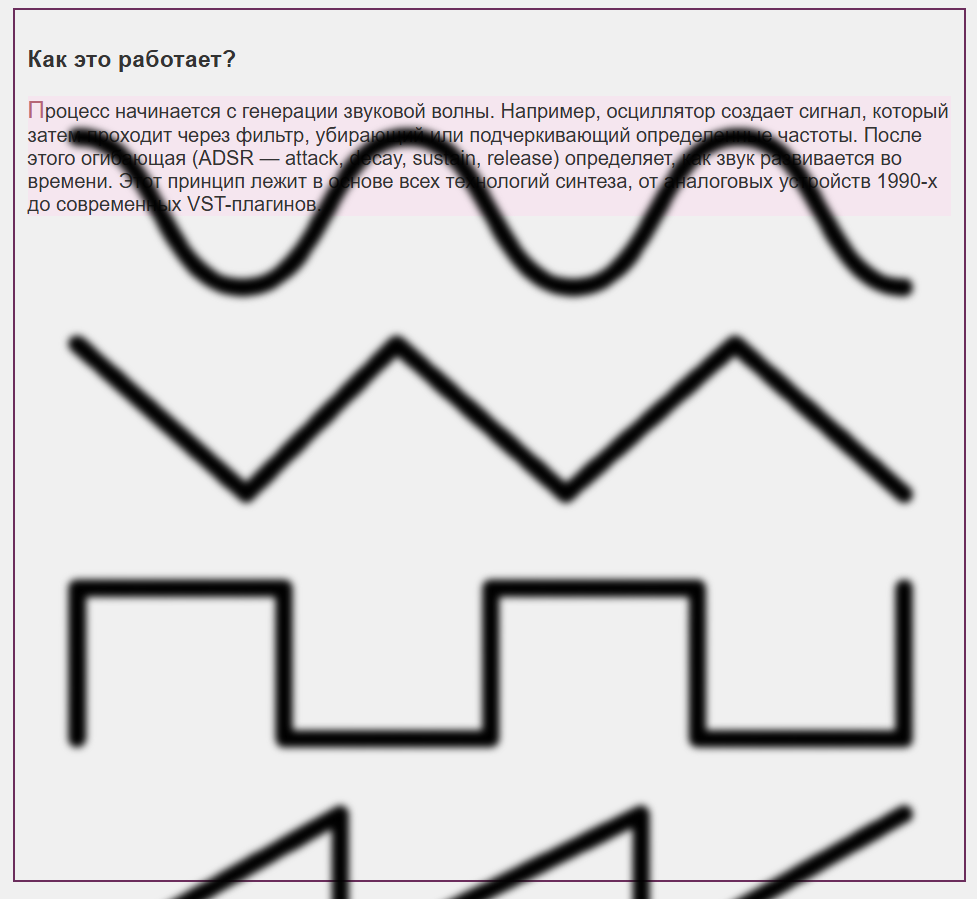 Как это работает?
Процесс начинается с генерации звуковой волны. Например, осциллятор создает сигнал, который
затем проходит через фильтр, убирающий или подчеркивающий определенные частоты. После
этого огибающая (ADSR — attack, decay, sustain, release) определяет, как звук развивается во
времени. Этот принцип лежит в основе всех технологий синтеза, от аналоговых устройств 1990-х
до современных VST-плагинов.